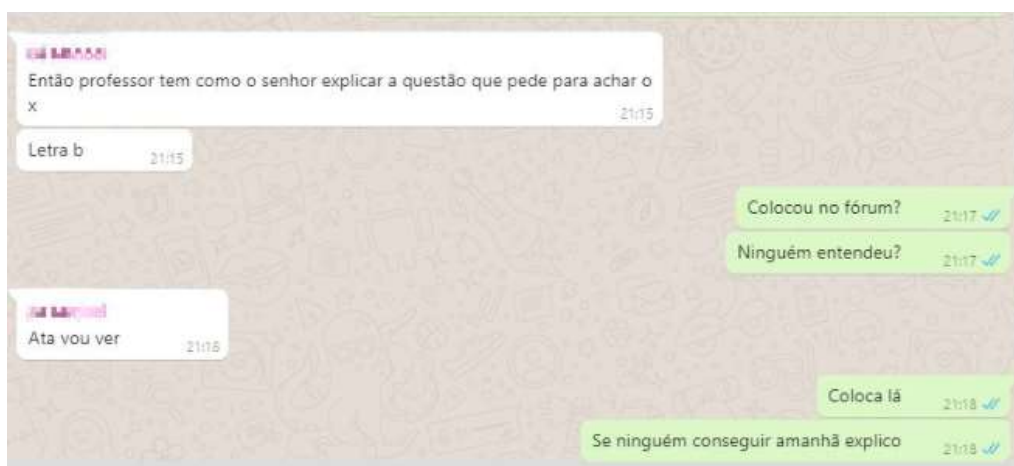 Então professor tem como o senhor explicar a questão que pede para achar o
x
21:15
Letra b
21:15
Colocou no fórum?
21:17
Ninguém entendeu?
21:17
Ata vou ver
21:18
Coloca lá
21:18
Se ninguém conseguir amanhã explico
21:18